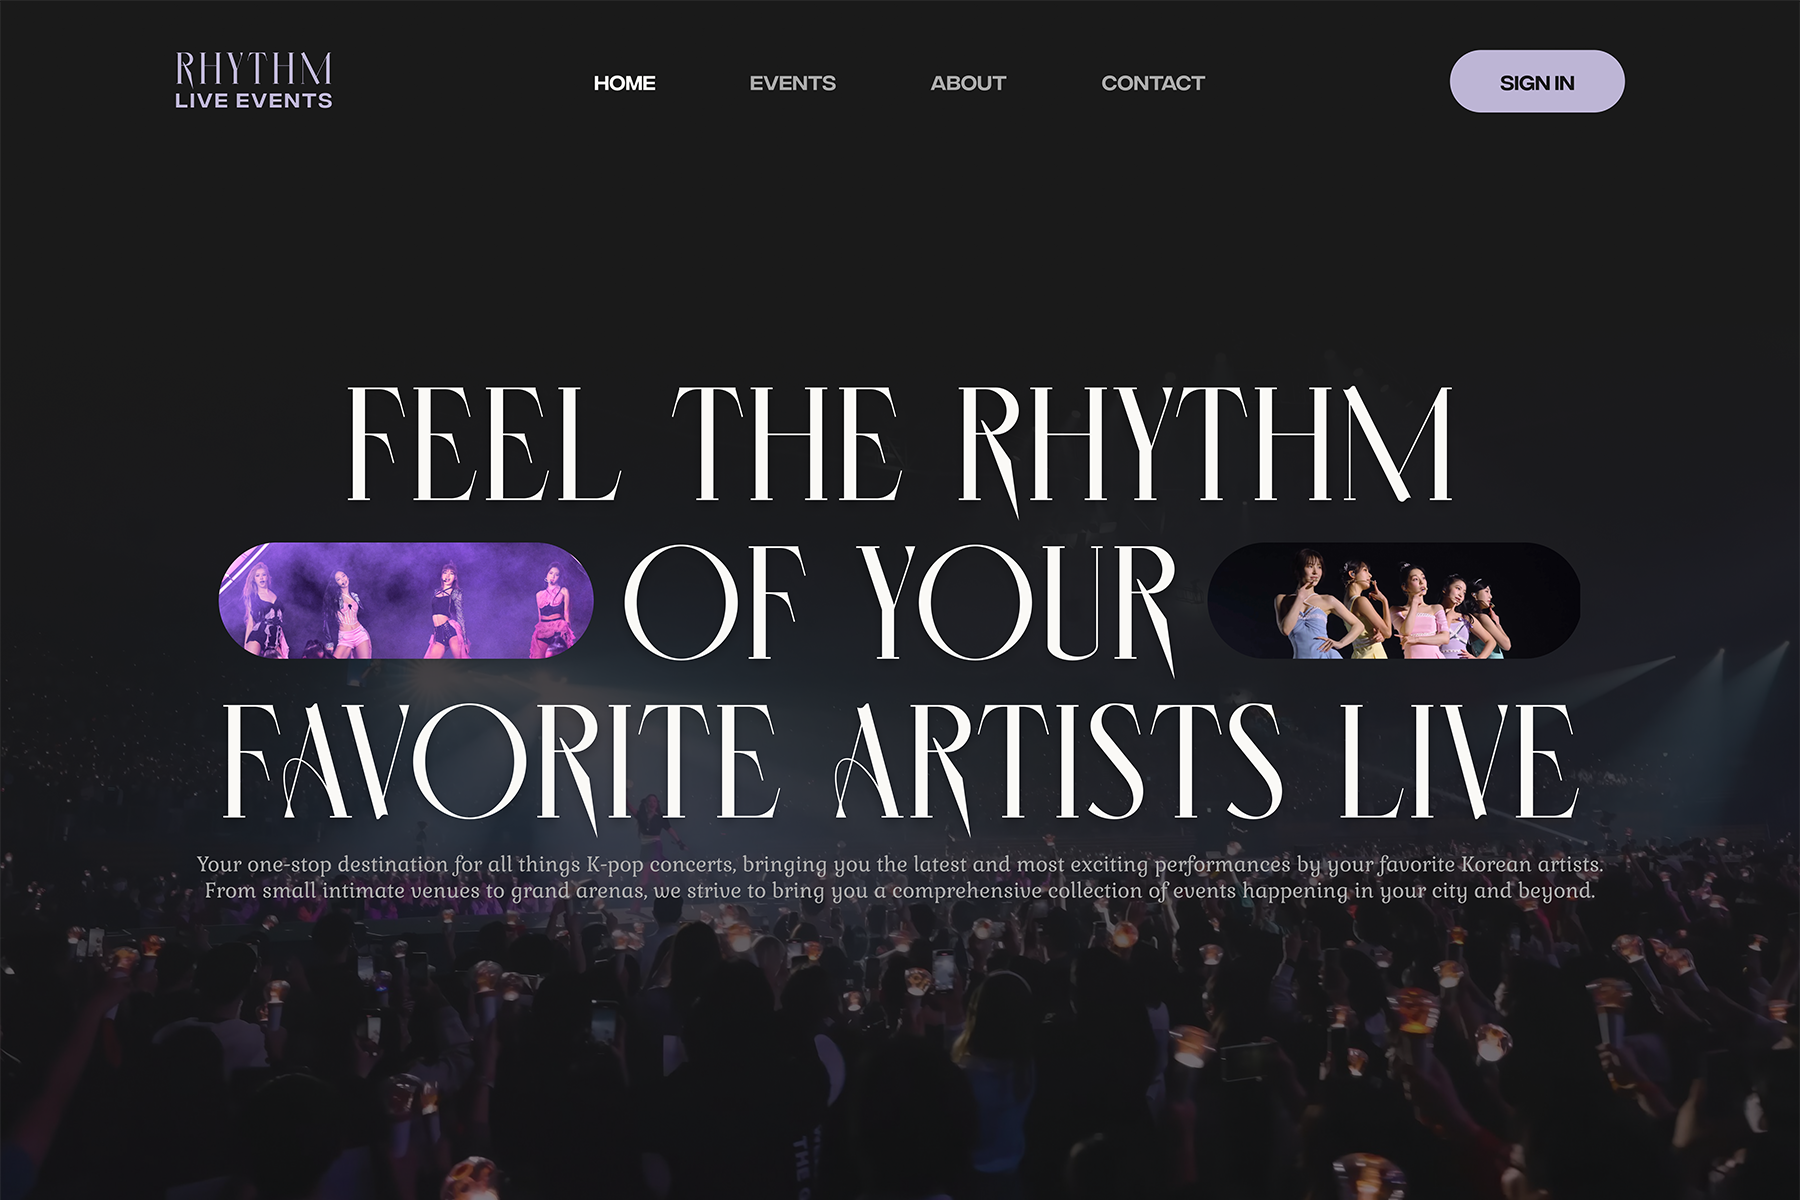 RHYTHM
LIVE EVENTS
HOME
EVENTS
ABOUT
CONTACT
SIGN IN
FEEL THE RHYTHM
OF YOUR
FAVORITE ARTISTS LIVE
Your one-stop destination for all things K-pop concerts, bringing you the latest and most exciting performances by your favorite Korean artists.
From small intimate venues to grand arenas, we strive to bring you a comprehensive collection of events happening in your city and beyond.